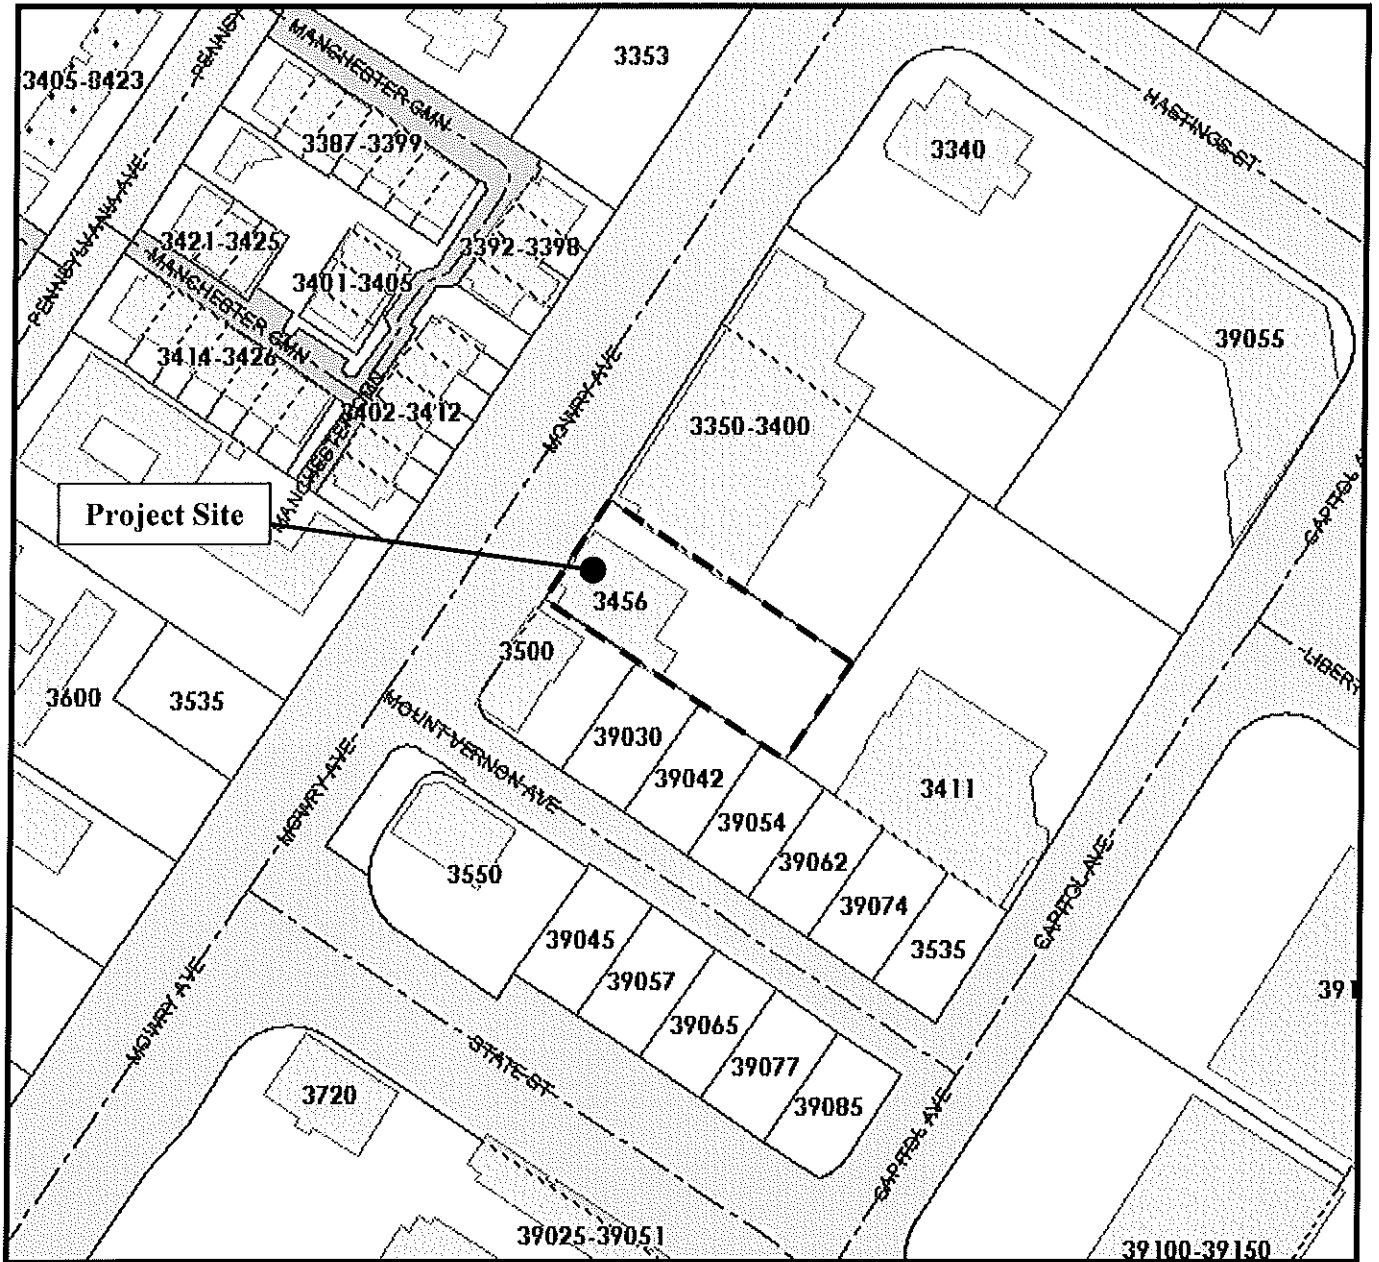 PENNSY
MANCHESTER CMN
3353
3405-3423
HASTINGS ST
3387-3399
3340
PENNSYLVANIA AVE
3421-3425
3392-3398
MANCHESTER CMN
3401-3405
39055
3414-3426
MOWRY AVE
3402-3412
3350-3400
MANCHESTER CMN
CAPITOL A
Project Site
3456
3500
LIBERT
3600
3535
MOUNT VERNON AVE
39030
39042
3411
MOWRY AVE
39054
39062
3550
39074
CAPITOL AVE
39045
3535
39057
391
MOWRY AVE
39065
STATE ST
39077
3720
39085
CAPITOL AVE
39025-39051
39100-39150